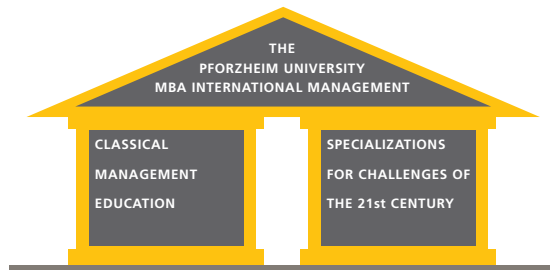 THE
PFORZHEIM UNIVERSITY
MBA INTERNATIONAL MANAGEMENT
CLASSICAL
MANAGEMENT
EDUCATION
SPECIALIZATIONS
FOR CHALLENGES OF
THE 21st CENTURY